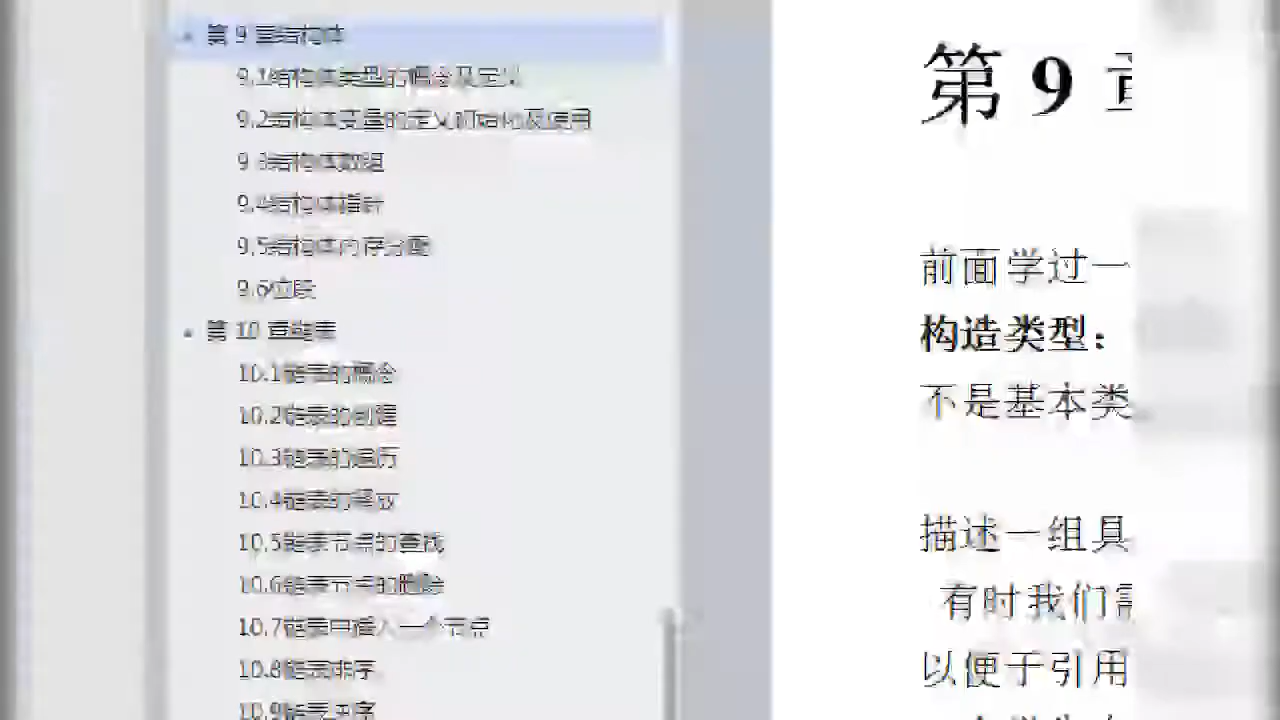 第 9 章结构体
9.1结构体类型的概念及定义
9.2结构体变量的定义初始化及使用
9.3结构体数组
9.4结构体指针
9.5结构体内存分配
9.6位段
第 10 章链表
10.1链表的概念
10.2链表的创建
10.3链表的遍历
10.4链表的释放
10.5链表节点的查找
10.6链表节点的删除
10.7链表中插入一个节点
10.8链表排序
10.9链表逆序
第 9
前面学过一
构造类型：
不是基本类
描述一组具
有时我们需
以便于引用